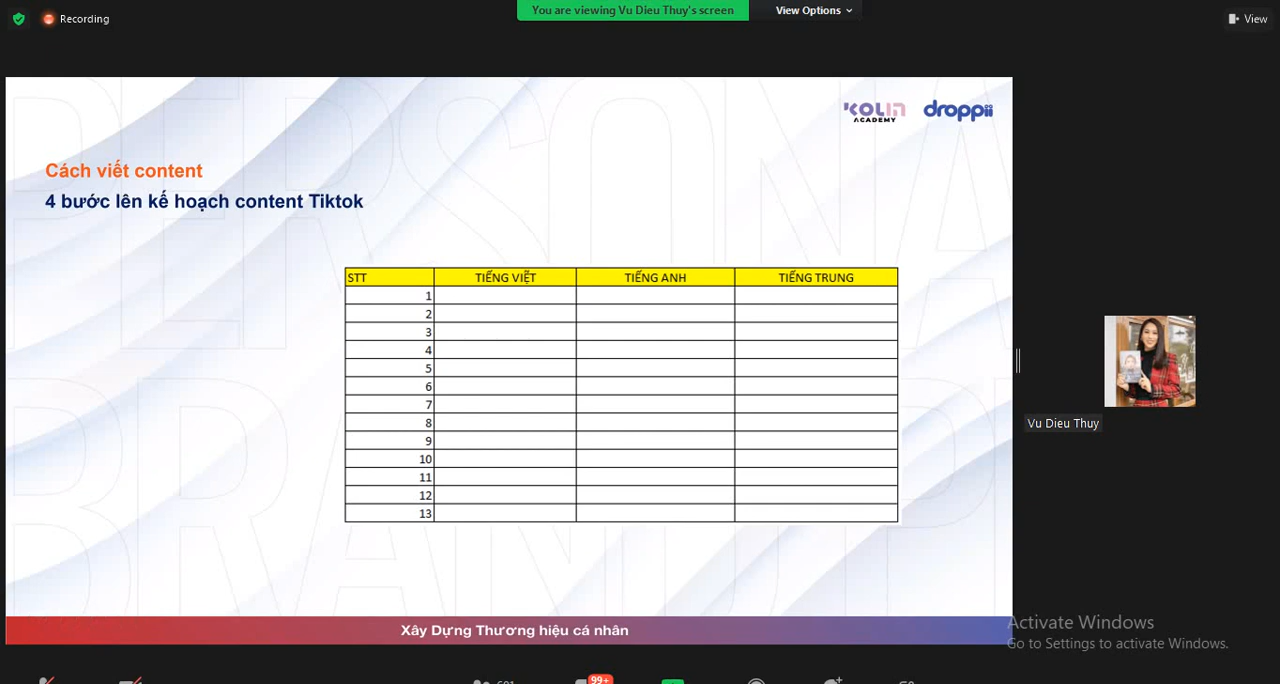 Recording
You are viewing Vu Dieu Thuy's screen
View Options
View
KOLIN
ACADEMY
droppii
Cách viết content
4 bước lên kế hoạch content Tiktok
STT TIẾNG VIỆT TIẾNG ANH TIẾNG TRUNG
1
2
3
4
5
6
7
8
9
10
11
12
13
Vu Dieu Thuy
PERSONAL
BRANDUP
Xây Dựng Thương hiệu cá nhân
Activate Windows
Go to Settings to activate Windows.
99+